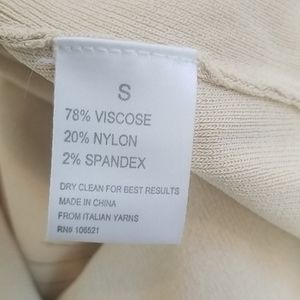 S
78% VISCOSE
20% NYLON
2% SPANDEX
DRY CLEAN FOR BEST RESULTS
MADE IN CHINA
FROM ITALIAN YARNS
RN# 106521